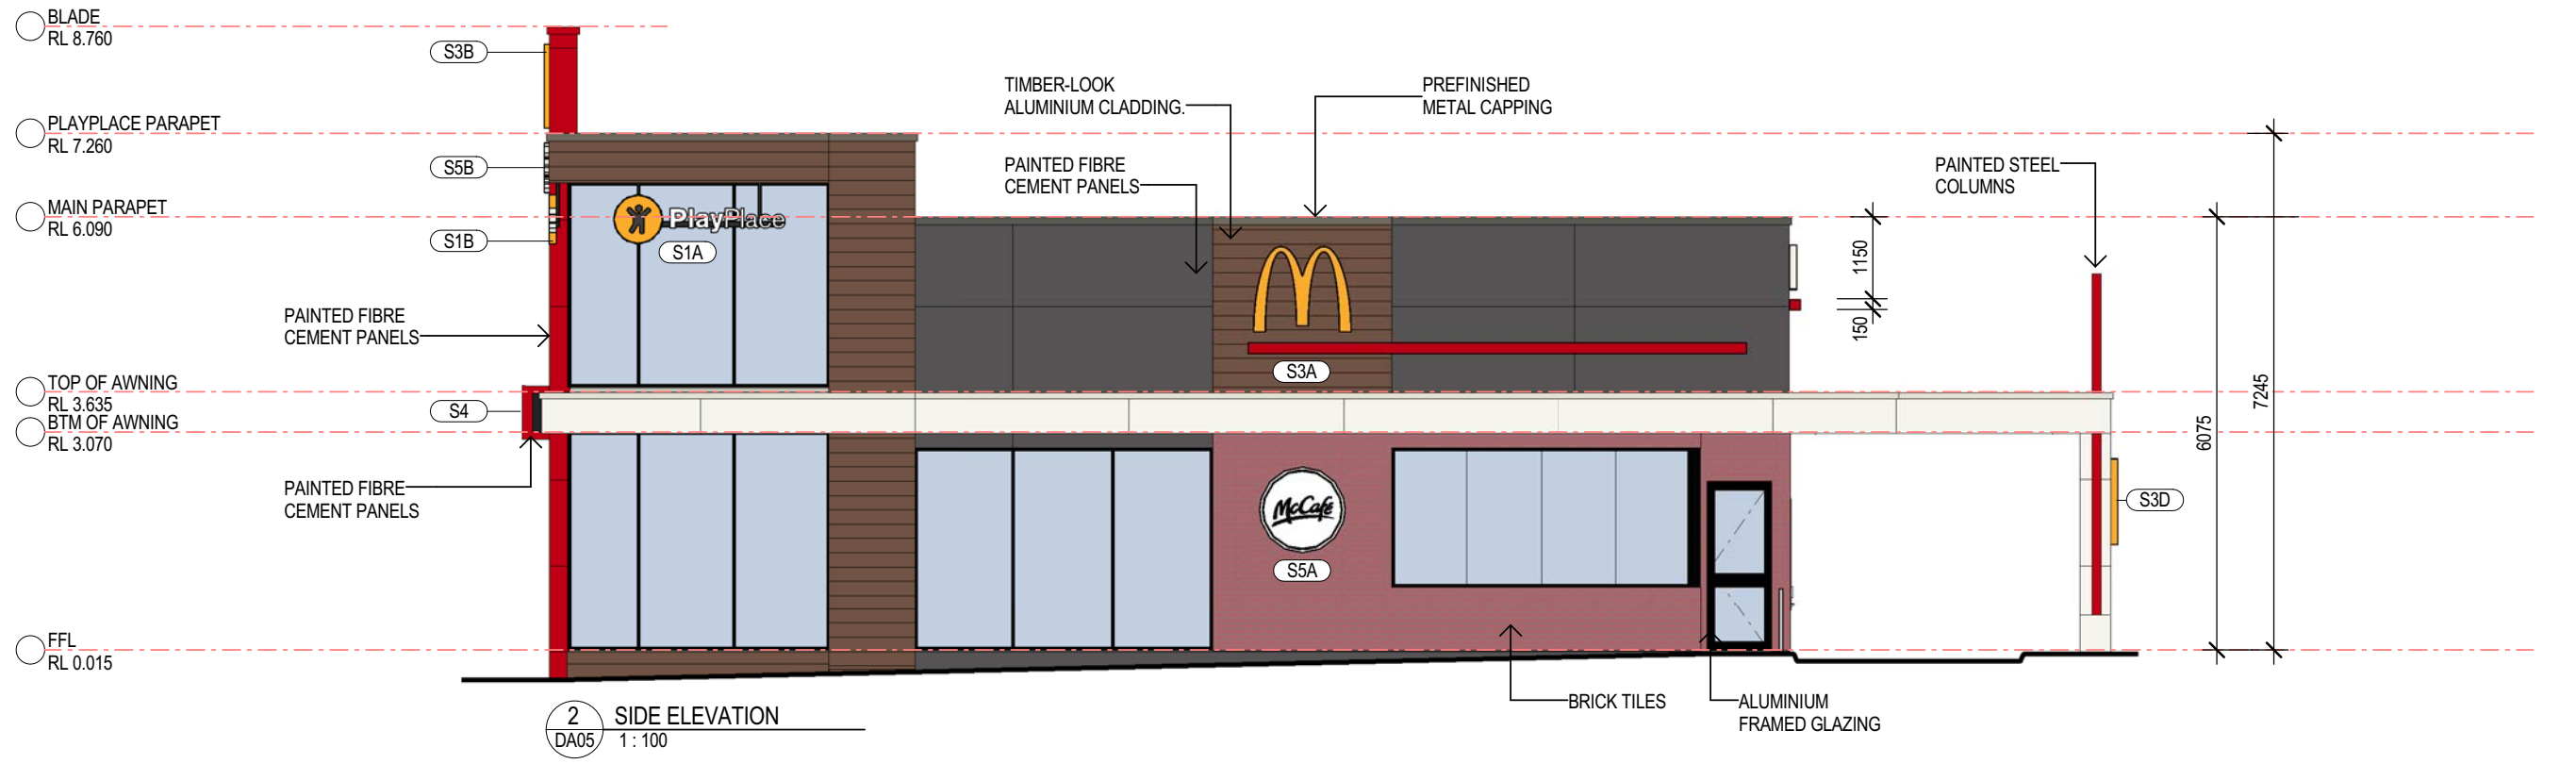 BLADE
RL 8.760
S3B
TIMBER-LOOK
ALUMINIUM CLADDING.
PREFINISHED
METAL CAPPING
PLAYPLACE PARAPET
RL 7.260
S5B
PAINTED FIBRE
CEMENT PANELS
PAINTED STEEL
COLUMNS
MAIN PARAPET
RL 6.090
S1B
PlayPlace
S1A
1150
150
PAINTED FIBRE
CEMENT PANELS
S3A
TOP OF AWNING
RL 3.635
S4
BTM OF AWNING
RL 3.070
6075
7245
PAINTED FIBRE
CEMENT PANELS
McCafé
S5A
S3D
FFL
RL 0.015
BRICK TILES
ALUMINIUM
FRAMED GLAZING
2
DA05
SIDE ELEVATION
1 : 100